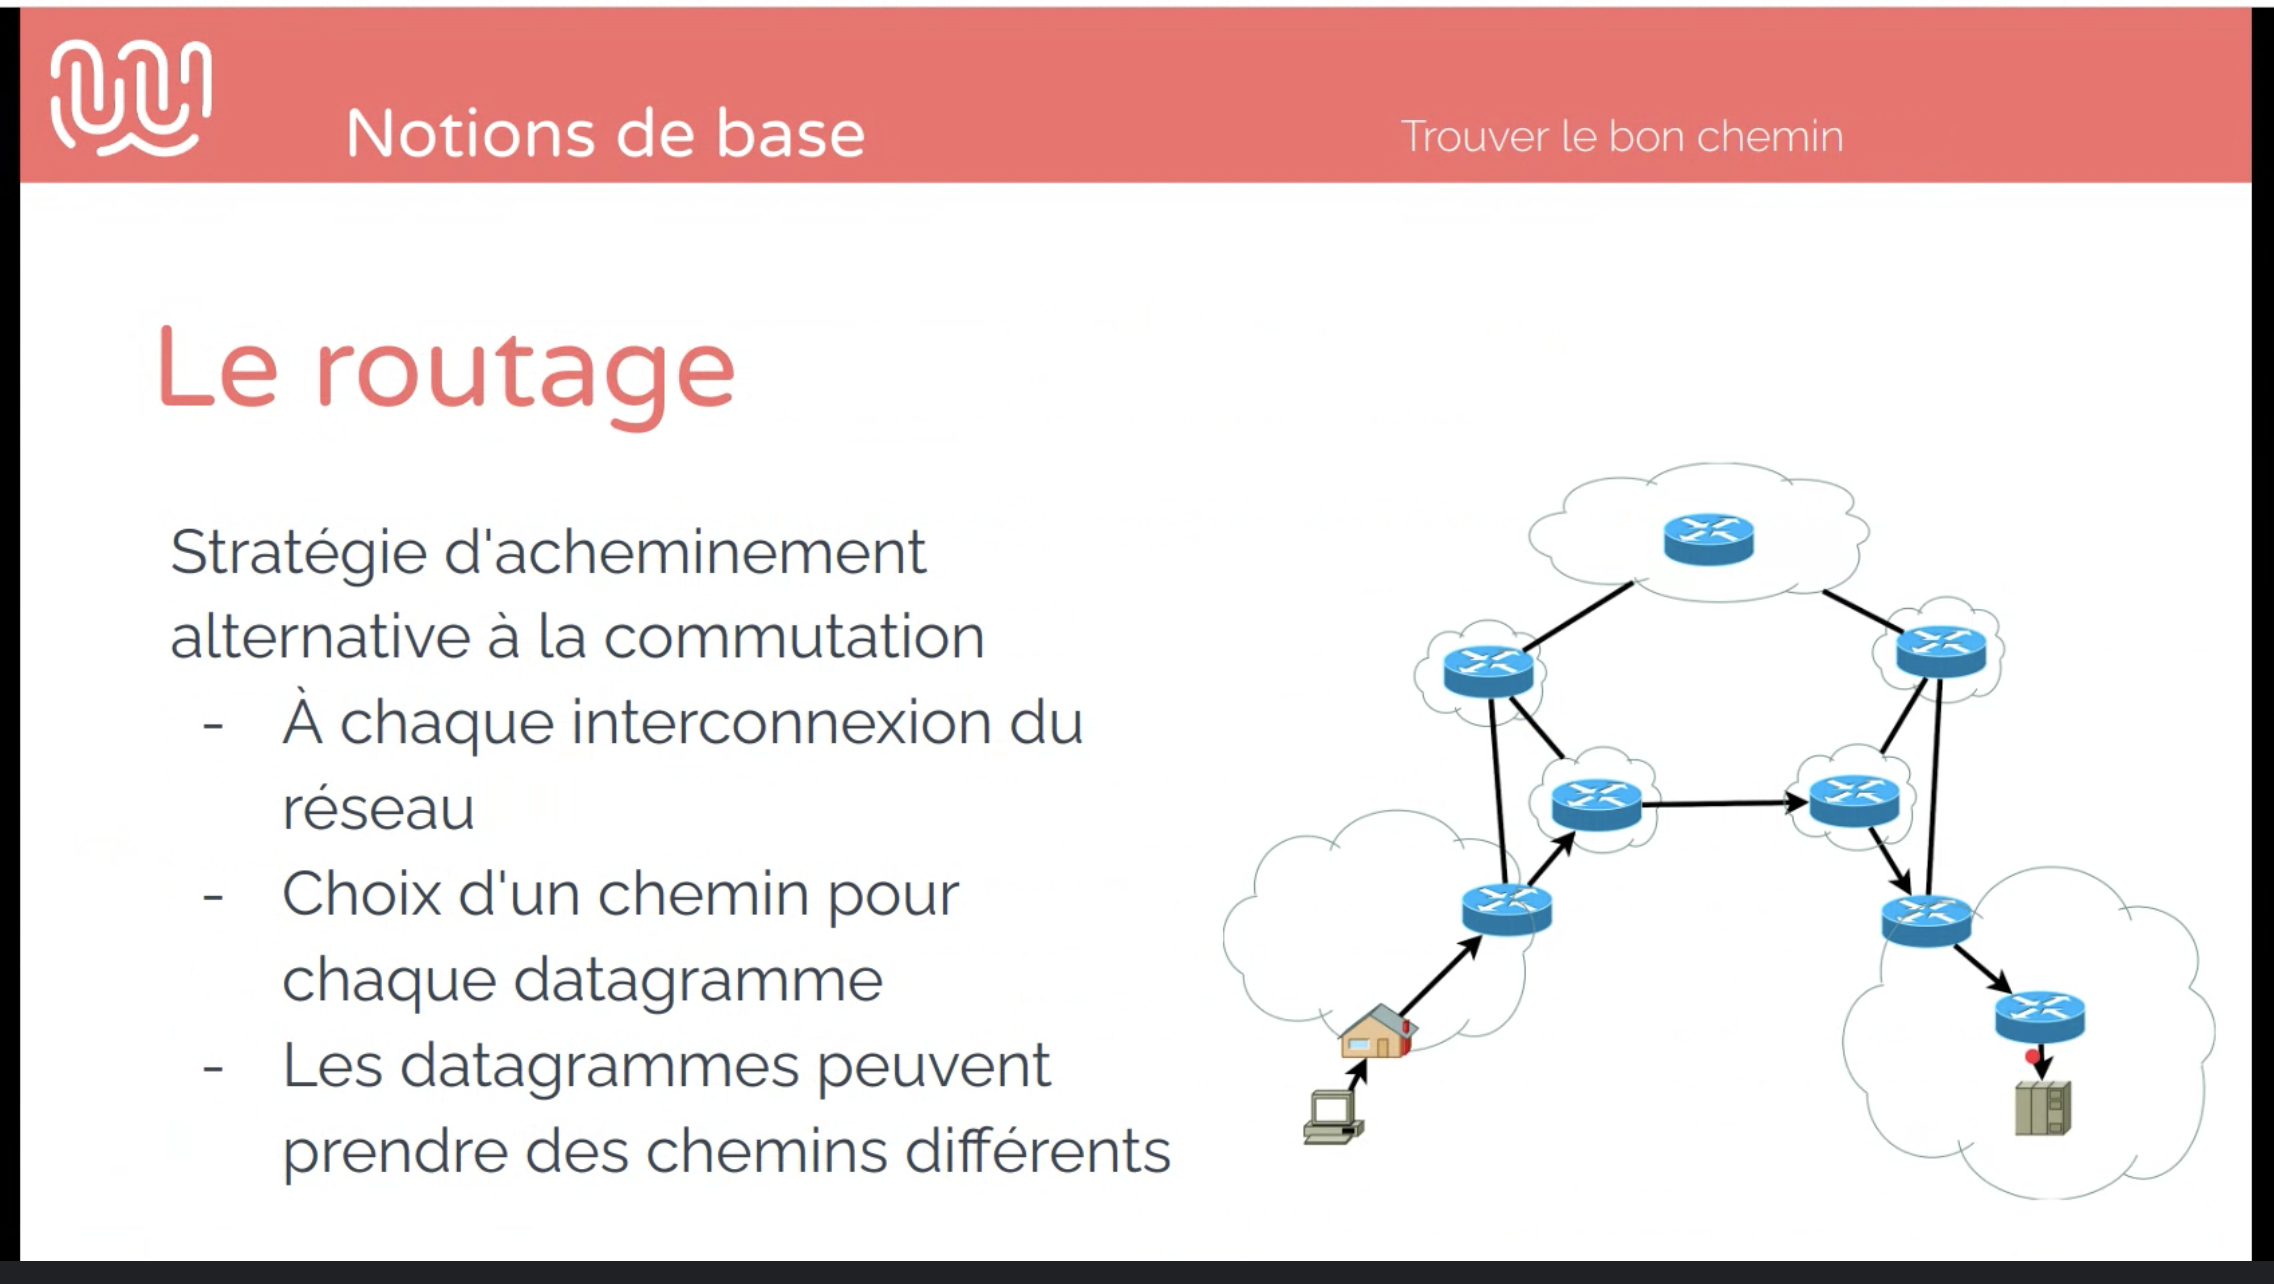 Notions de base
Trouver le bon chemin
Le routage
Stratégie d'acheminement
alternative à la commutation
- À chaque interconnexion du
réseau
- Choix d'un chemin pour
chaque datagramme
- Les datagrammes peuvent
prendre des chemins différents